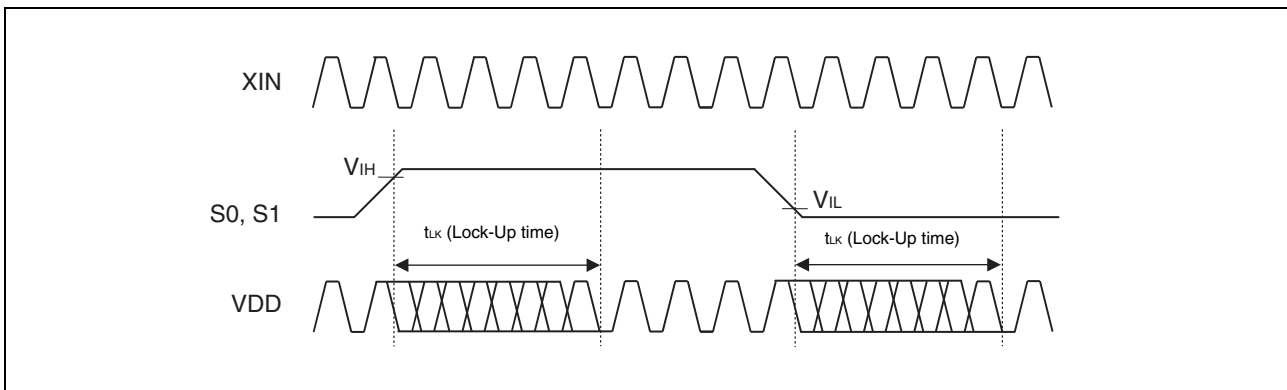 XIN
VIH
S0, S1
VIL
tLK (Lock-Up time)
tLK (Lock-Up time)
VDD